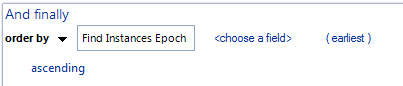 And finally
order by Find Instances Epoch <choose a field> ( earliest )
ascending